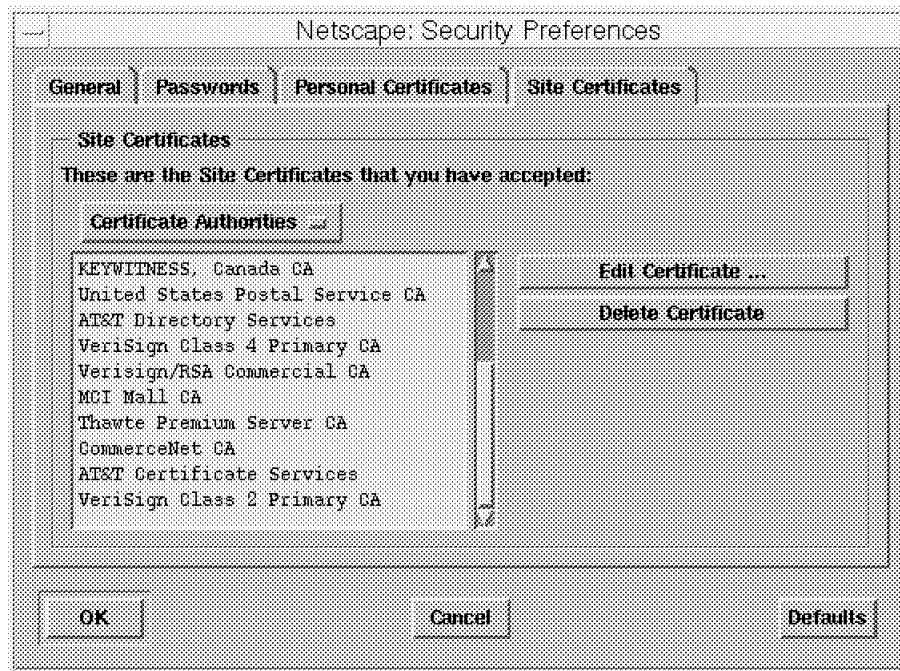 Netscape: Security Preferences
General Passwords Personal Certificates Site Certificates
Site Certificates
These are the Site Certificates that you have accepted:
Certificate Authorities
KEYWITNESS, Canada CA
United States Postal Service CA
AT&T Directory Services
VeriSign Class 4 Primary CA
Verisign/RSA Commercial CA
MCI Mall CA
Thawte Premium Server CA
CommerceNet CA
AT&T Certificate Services
VeriSign Class 2 Primary CA
Edit Certificate ...
Delete Certificate
OK Cancel Defaults